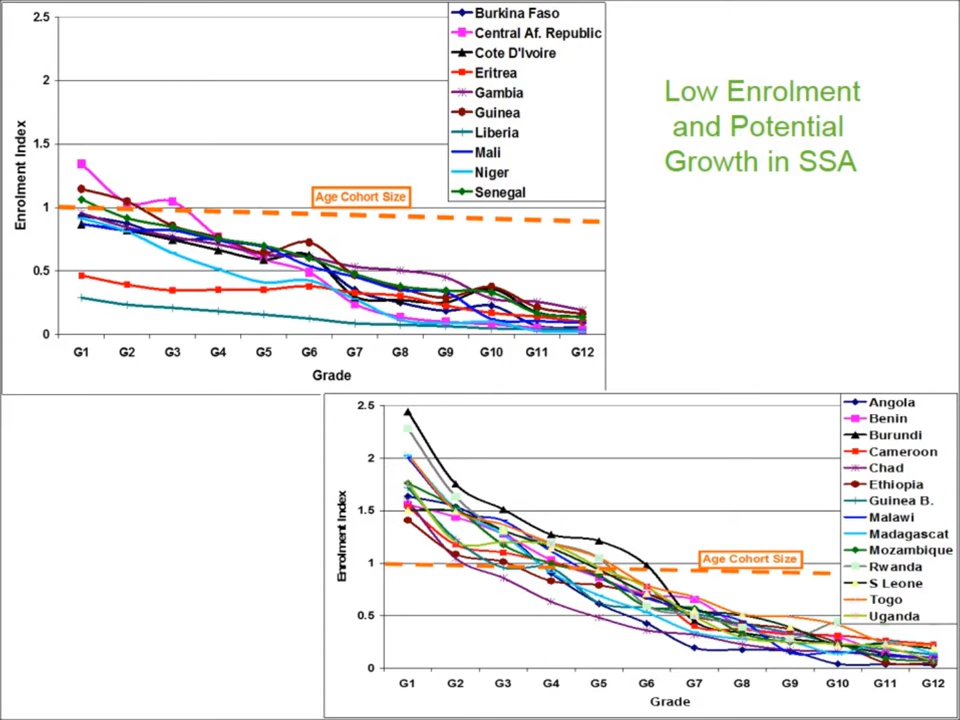 2.5
2
1.5
1
0.5
0
Enrolment Index
G1 G2 G3 G4 G5 G6 G7 G8 G9 G10 G11 G12
Grade
Age Cohort Size
Burkina Faso
Central Af. Republic
Cote D'Ivoire
Eritrea
Gambia
Guinea
Liberia
Mali
Niger
Senegal
Low Enrolment
and Potential
Growth in SSA
2.5
2
1.5
1
0.5
0
Enrolment Index
G1 G2 G3 G4 G5 G6 G7 G8 G9 G10 G11 G12
Grade
Age Cohort Size
Angola
Benin
Burundi
Cameroon
Chad
Ethiopia
Guinea B.
Malawi
Madagascat
Mozambique
Rwanda
S Leone
Togo
Uganda